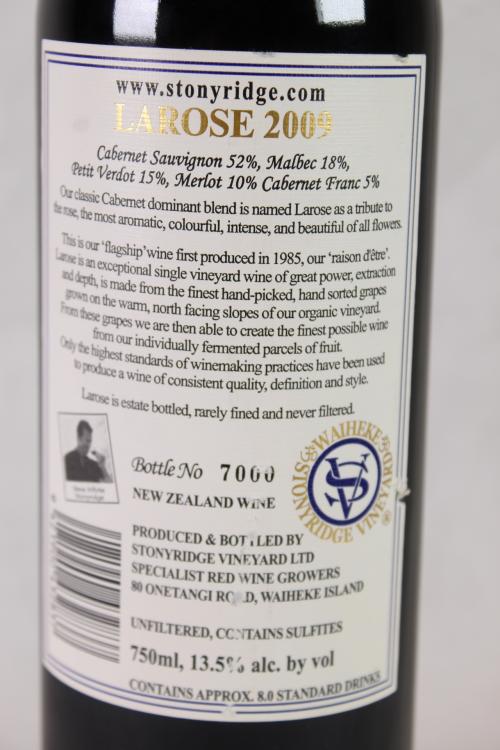 www.stonyridge.com
LAROSE 2009
Cabernet Sauvignon 52%, Malbec 18%,
Petit Verdot 15%, Merlot 10% Cabernet Franc 5%
Our classic Cabernet dominant blend is named Larose as a tribute to
the rose, the most aromatic, colourful, intense, and beautiful of all flowers.
This is our 'flagship' wine first produced in 1985, our 'raison d'être'.
Larose is an exceptional single vineyard wine of great power, extraction
and depth, is made from the finest hand-picked, hand sorted grapes
grown on the warm, north facing slopes of our organic vineyard.
From these grapes we are then able to create the finest possible wine
from our individually fermented parcels of fruit.
Only the highest standards of winemaking practices have been used
to produce a wine of consistent quality, definition and style.
Larose is estate bottled, rarely fined and never filtered.
Bottle No 7000
NEW ZEALAND WINE
WAIHEKE
STONYRIDGE VINEYARD
SV
PRODUCED & BOTTLED BY
STONYRIDGE VINEYARD LTD
SPECIALIST RED WINE GROWERS
80 ONETANGI ROAD, WAIHEKE ISLAND
UNFILTERED, CONTAINS SULFITES
750ml, 13.5% alc. by vol
CONTAINS APPROX. 8.0 STANDARD DRINKS